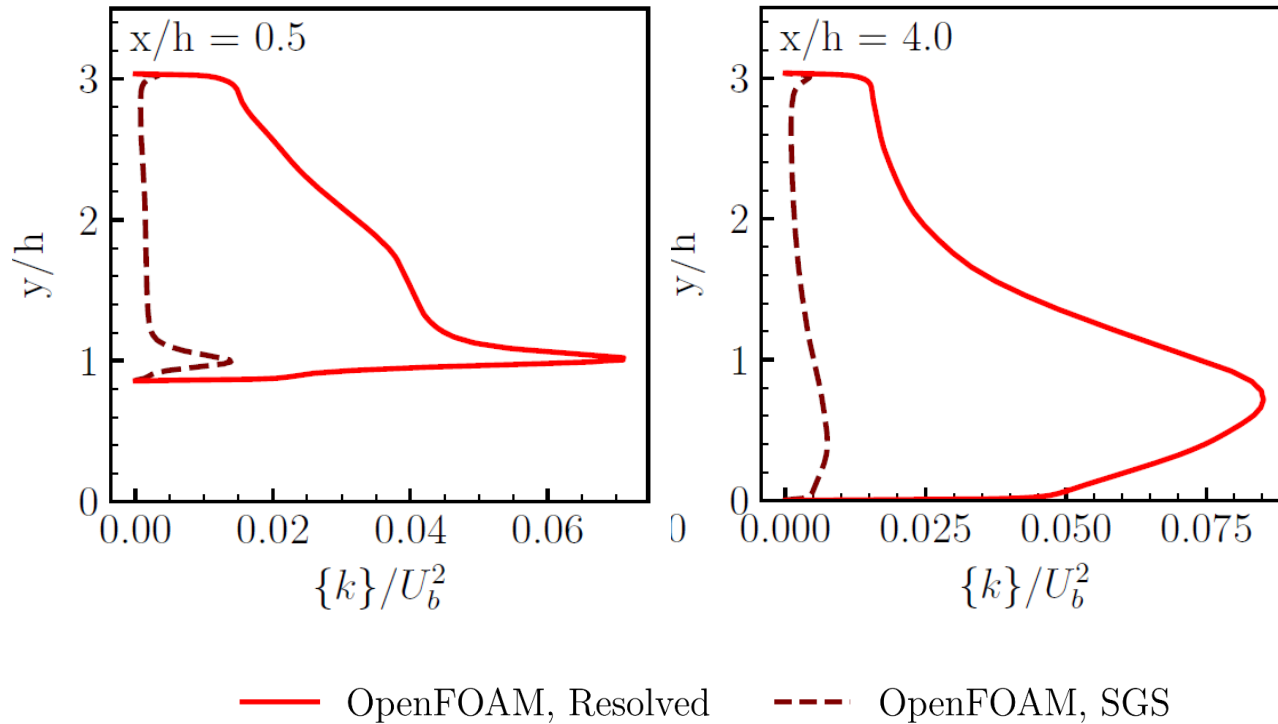 x/h = 0.5
3
2
1
0
y/h
0.00 0.02 0.04 0.06
{k}/U_b^2
x/h = 4.0
3
2
1
0
y/h
0 0.000 0.025 0.050 0.075
{k}/U_b^2
OpenFOAM, Resolved OpenFOAM, SGS